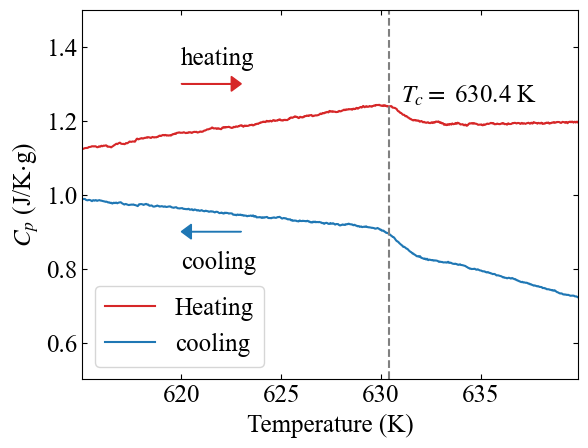 1.4
1.2
1.0
0.8
0.6
C_p (J/K·g)
heating
T_c = 630.4 K
cooling
Heating
cooling
620 625 630 635
Temperature (K)